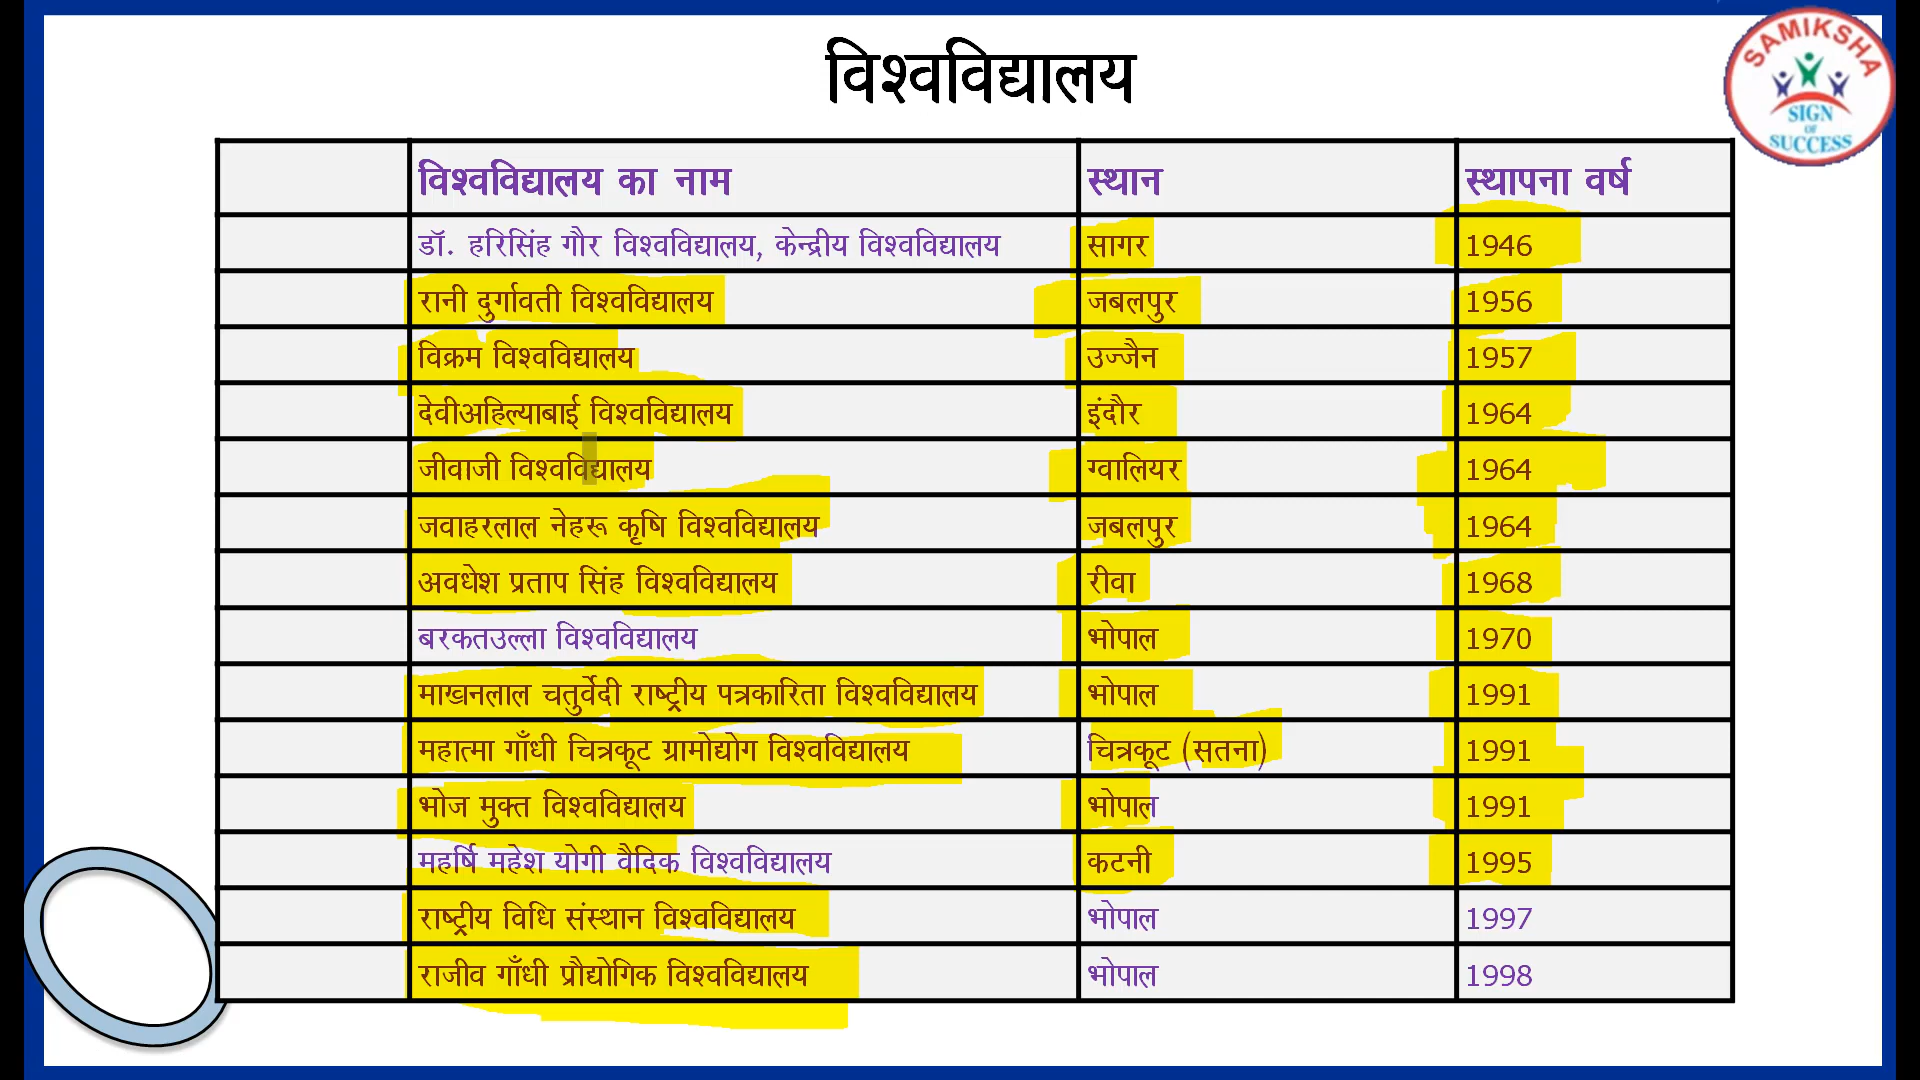 विश्वविद्यालय
SAMIKSHA
SIGN
OF
SUCCESS
विश्वविद्यालय का नाम स्थान स्थापना वर्ष
डॉ. हरिसिंह गौर विश्वविद्यालय, केन्द्रीय विश्वविद्यालय सागर 1946
रानी दुर्गावती विश्वविद्यालय जबलपुर 1956
विक्रम विश्वविद्यालय उज्जैन 1957
देवीअहिल्याबाई विश्वविद्यालय इंदौर 1964
जीवाजी विश्वविद्यालय ग्वालियर 1964
जवाहरलाल नेहरू कृषि विश्वविद्यालय जबलपुर 1964
अवधेश प्रताप सिंह विश्वविद्यालय रीवा 1968
बरकतउल्ला विश्वविद्यालय भोपाल 1970
माखनलाल चतुर्वेदी राष्ट्रीय पत्रकारिता विश्वविद्यालय भोपाल 1991
महात्मा गाँधी चित्रकूट ग्रामोद्योग विश्वविद्यालय चित्रकूट (सतना) 1991
भोज मुक्त विश्वविद्यालय भोपाल 1991
महर्षि महेश योगी वैदिक विश्वविद्यालय कटनी 1995
राष्ट्रीय विधि संस्थान विश्वविद्यालय भोपाल 1997
राजीव गाँधी प्रौद्योगिक विश्वविद्यालय भोपाल 1998